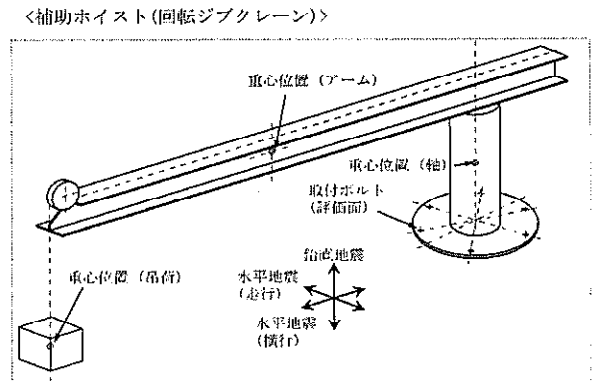 <補助ホイスト(回転ジブクレーン)>
重心位置（アーム）
重心位置（軸）
取付ボルト
(評価面)
鉛直地震
水平地震
(走行)
水平地震
(横行)
重心位置（吊荷）